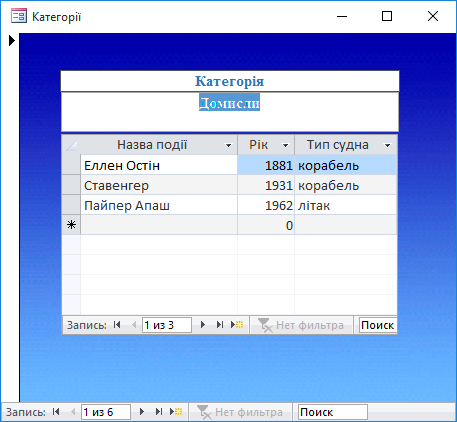 Категорії
Категорія
Домисли
Назва події Рік Тип судна
Еллен Остін 1881 корабель
Ставенгер 1931 корабель
Пайпер Апаш 1962 літак
0
Запись: 1 из 3 Нет фильтра Поиск
Запись: 1 из 6 Нет фильтра Поиск